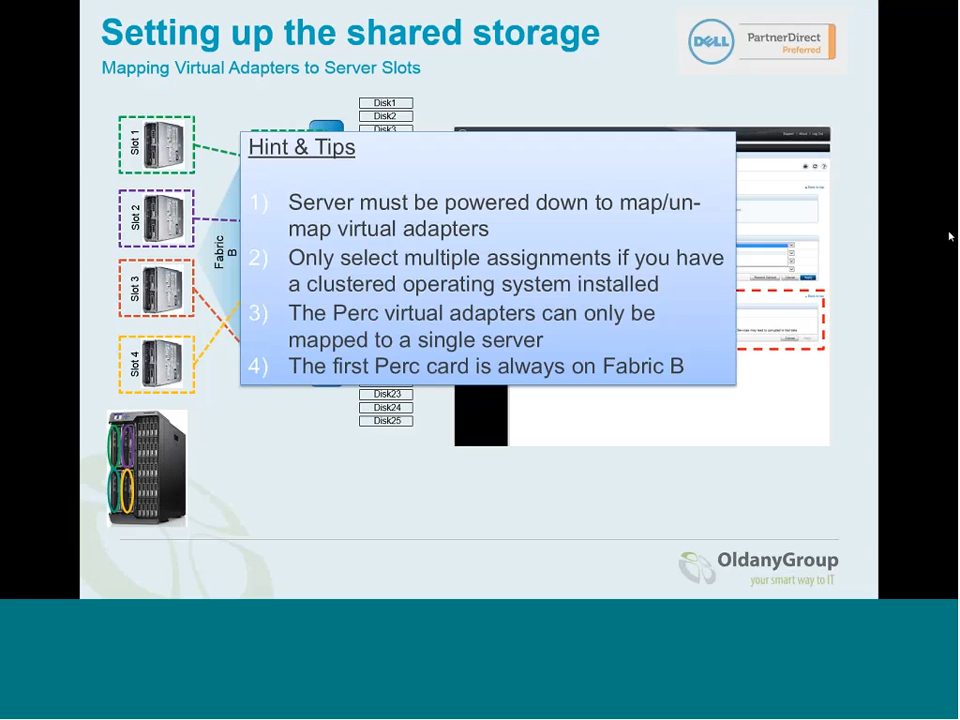 Setting up the shared storage
Mapping Virtual Adapters to Server Slots
DELL
PartnerDirect
Preferred
Disk1
Disk2
Disk3
Slot 1
Slot 2
Slot 3
Slot 4
Fabric
B
Hint & Tips
1) Server must be powered down to map/un-
map virtual adapters
2) Only select multiple assignments if you have
a clustered operating system installed
3) The Perc virtual adapters can only be
mapped to a single server
4) The first Perc card is always on Fabric B
Disk23
Disk24
Disk25
OldanyGroup
your smart way to IT